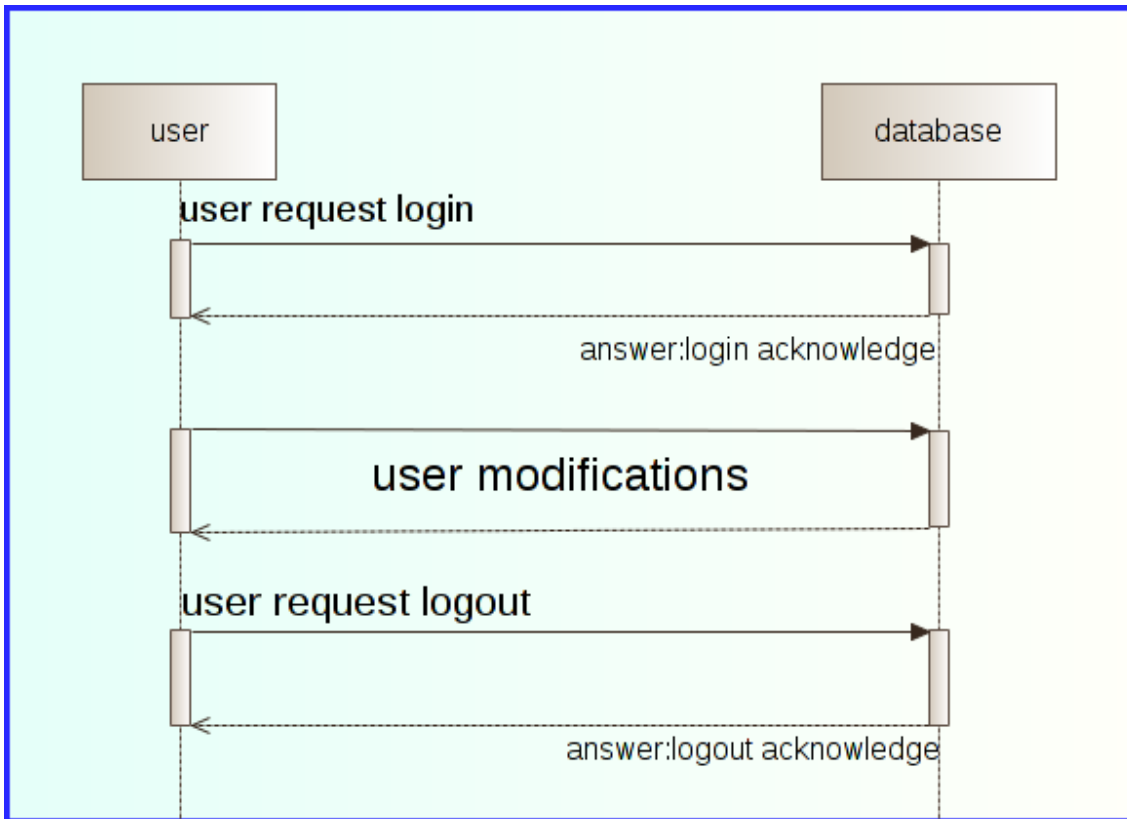 user
database
user request login
answer:login acknowledge
user modifications
user request logout
answer:logout acknowledge